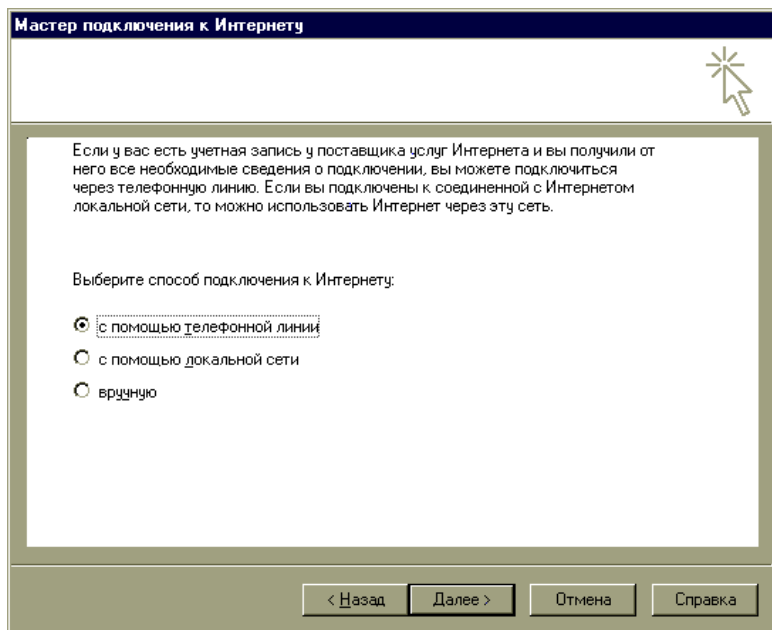 Мастер подключения к Интернету
Если у вас есть учетная запись у поставщика услуг Интернета и вы получили от
него все необходимые сведения о подключении, вы можете подключиться
через телефонную линию. Если вы подключены к соединенной с Интернетом
локальной сети, то можно использовать Интернет через эту сеть.
Выберите способ подключения к Интернету:
с помощью телефонной линии
с помощью локальной сети
вручную
< Назад Далее > Отмена Справка